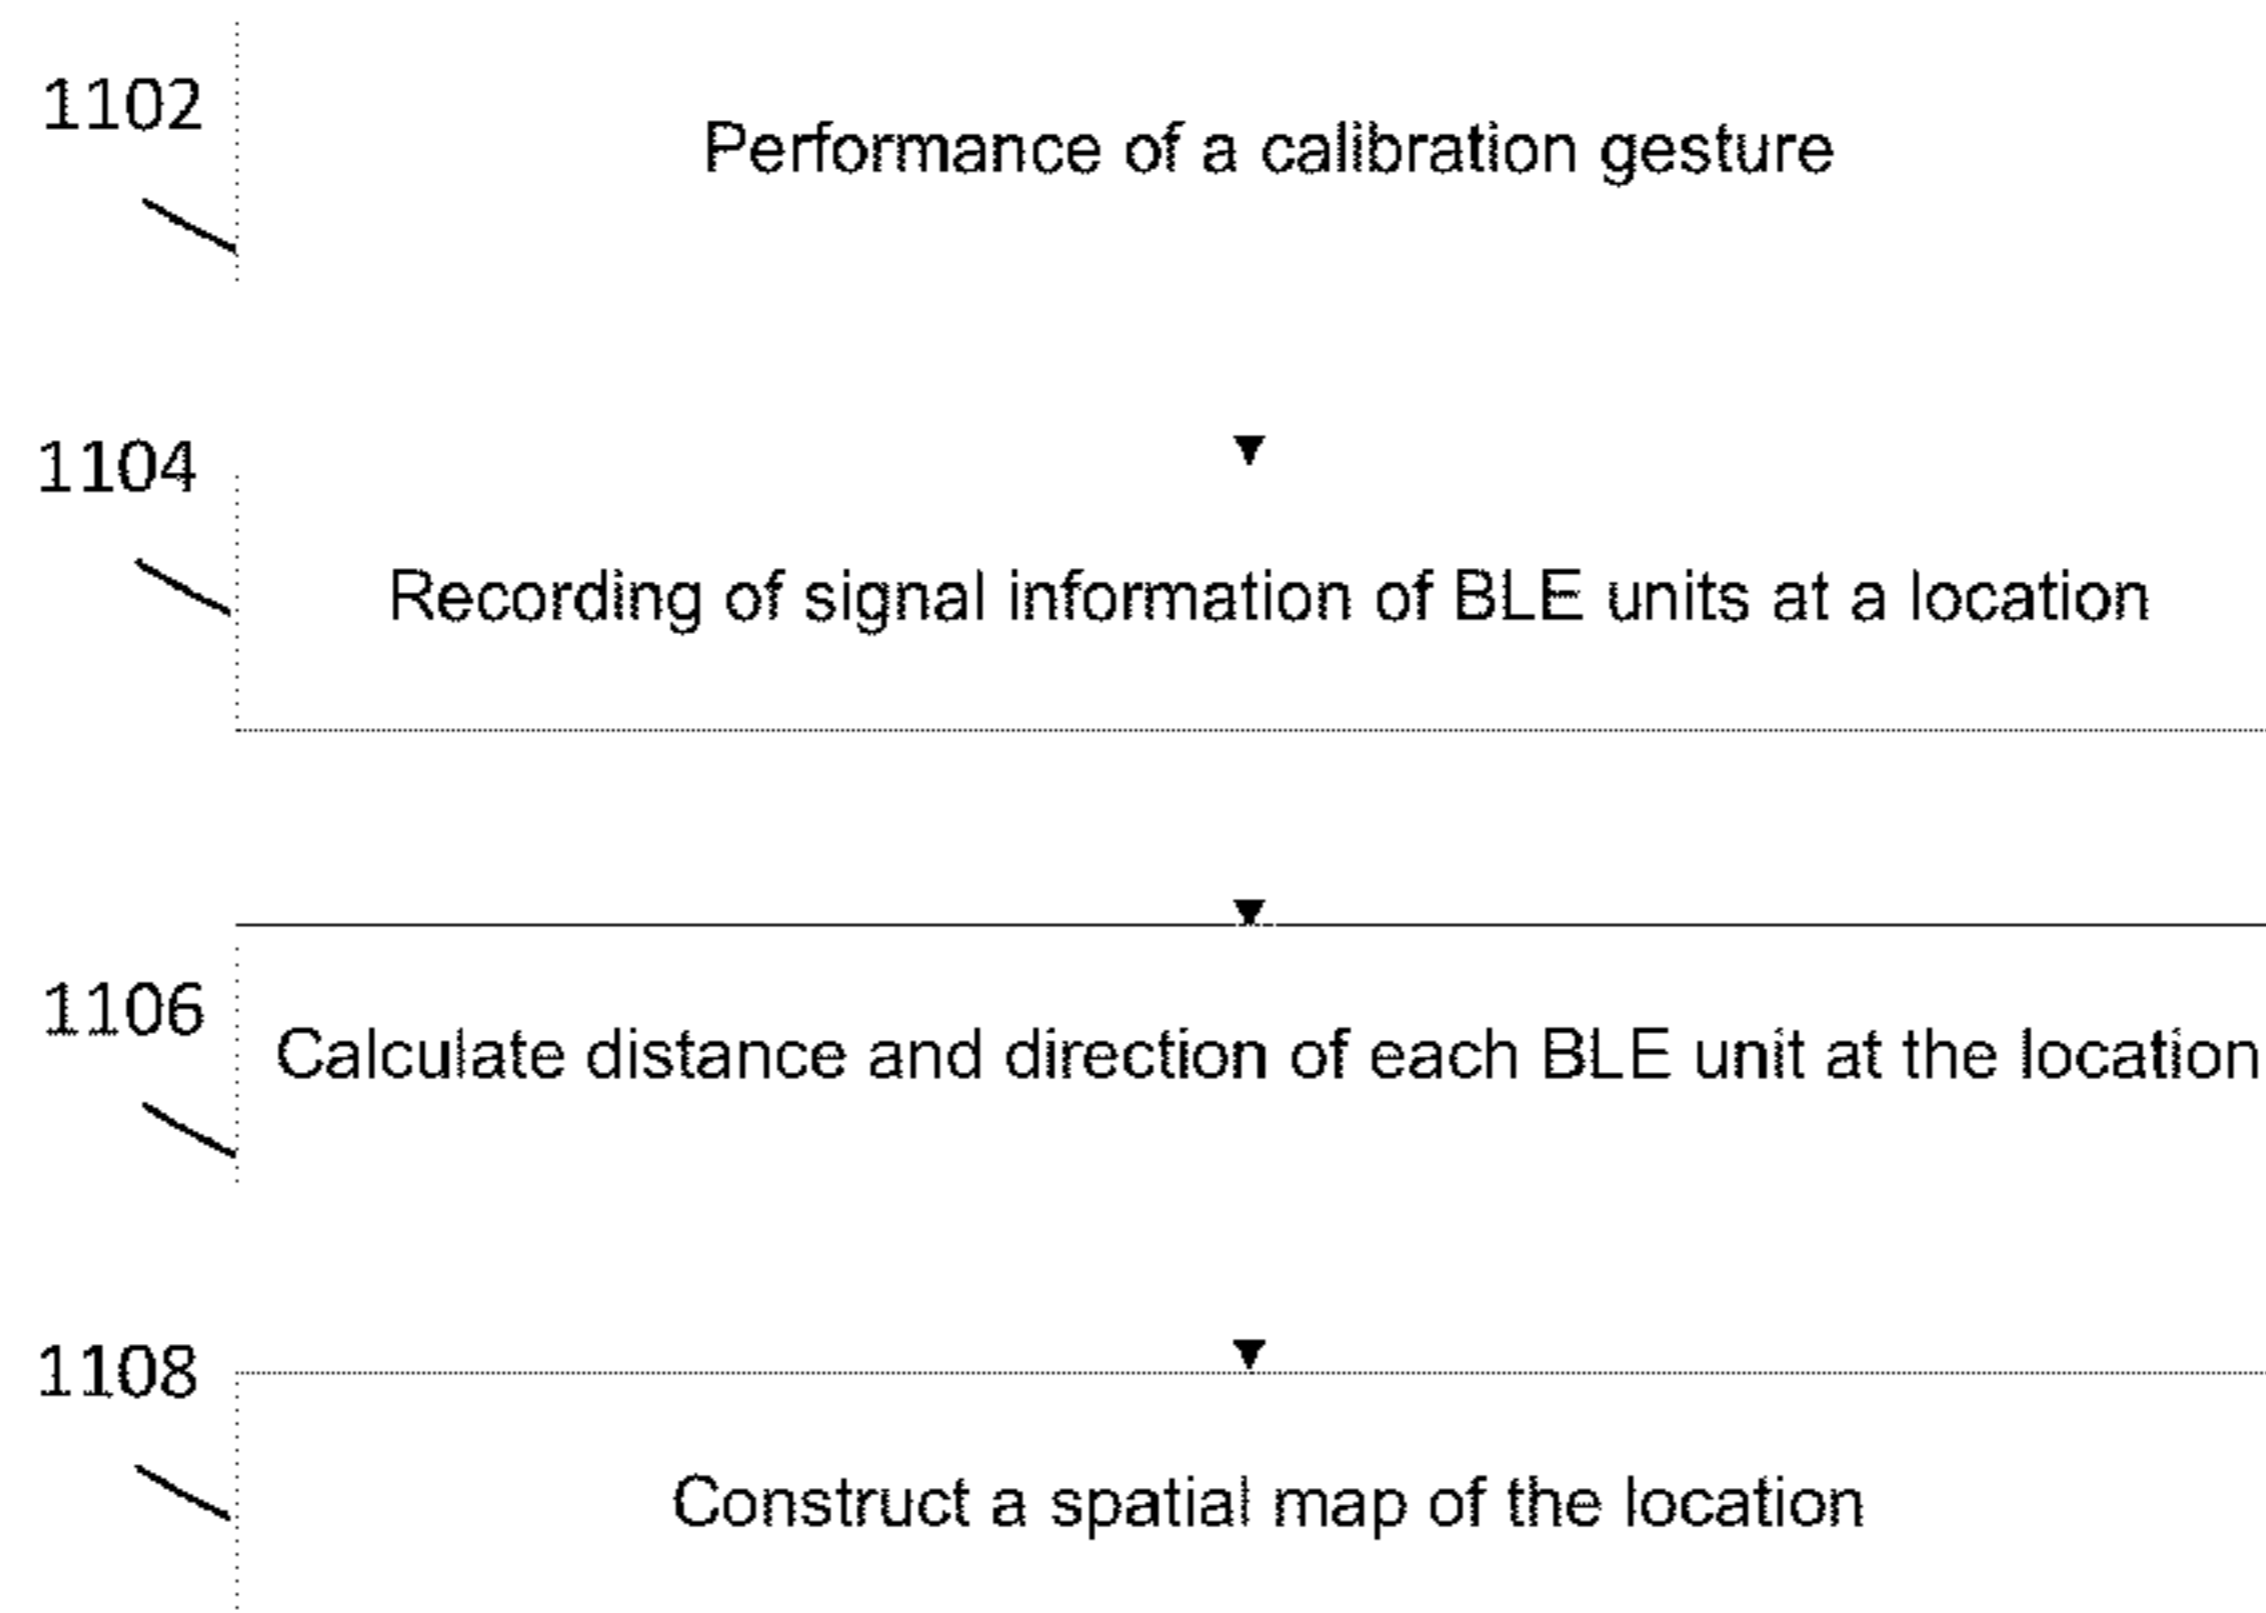 1102
Performance of a calibration gesture
1104
Recording of signal information of BLE units at a location
1106
Calculate distance and direction of each BLE unit at the location
1108
Construct a spatial map of the location